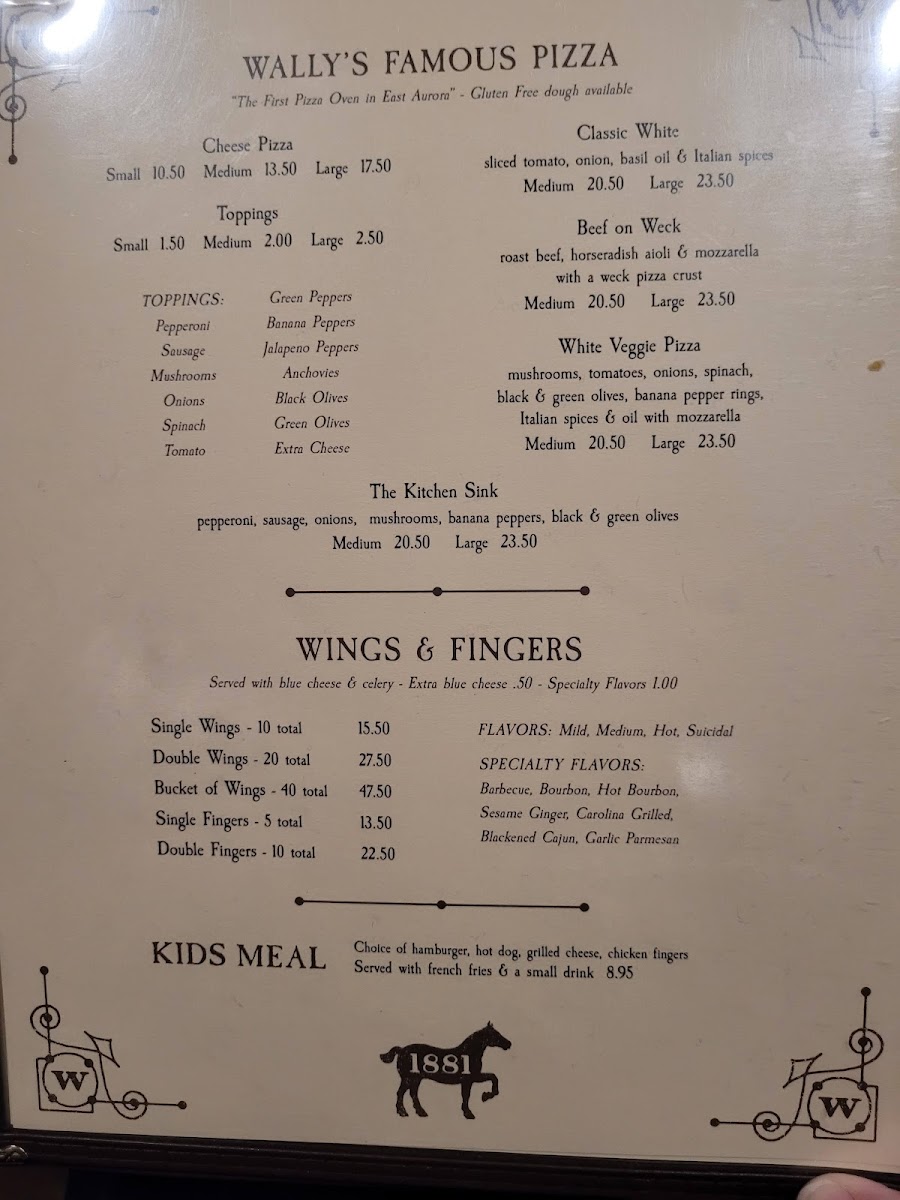 WALLY'S FAMOUS PIZZA
"The First Pizza Oven in East Aurora" - Gluten Free dough available
Cheese Pizza
Small 10.50 Medium 13.50 Large 17.50
Toppings
Small 1.50 Medium 2.00 Large 2.50
TOPPINGS:
Pepperoni
Sausage
Mushrooms
Onions
Spinach
Tomato
Green Peppers
Banana Peppers
Jalapeno Peppers
Anchovies
Black Olives
Green Olives
Extra Cheese
Classic White
sliced tomato, onion, basil oil & Italian spices
Medium 20.50 Large 23.50
Beef on Weck
roast beef, horseradish aioli & mozzarella
with a weck pizza crust
Medium 20.50 Large 23.50
White Veggie Pizza
mushrooms, tomatoes, onions, spinach,
black & green olives, banana pepper rings,
Italian spices & oil with mozzarella
Medium 20.50 Large 23.50
The Kitchen Sink
pepperoni, sausage, onions, mushrooms, banana peppers, black & green olives
Medium 20.50 Large 23.50
WINGS & FINGERS
Served with blue cheese & celery - Extra blue cheese .50 - Specialty Flavors 1.00
Single Wings - 10 total 15.50
Double Wings - 20 total 27.50
Bucket of Wings - 40 total 47.50
Single Fingers - 5 total 13.50
Double Fingers - 10 total 22.50
FLAVORS: Mild, Medium, Hot, Suicidal
SPECIALTY FLAVORS:
Barbecue, Bourbon, Hot Bourbon,
Sesame Ginger, Carolina Grilled,
Blackened Cajun, Garlic Parmesan
KIDS MEAL
Choice of hamburger, hot dog, grilled cheese, chicken fingers
Served with french fries & a small drink 8.95
1881
W
W